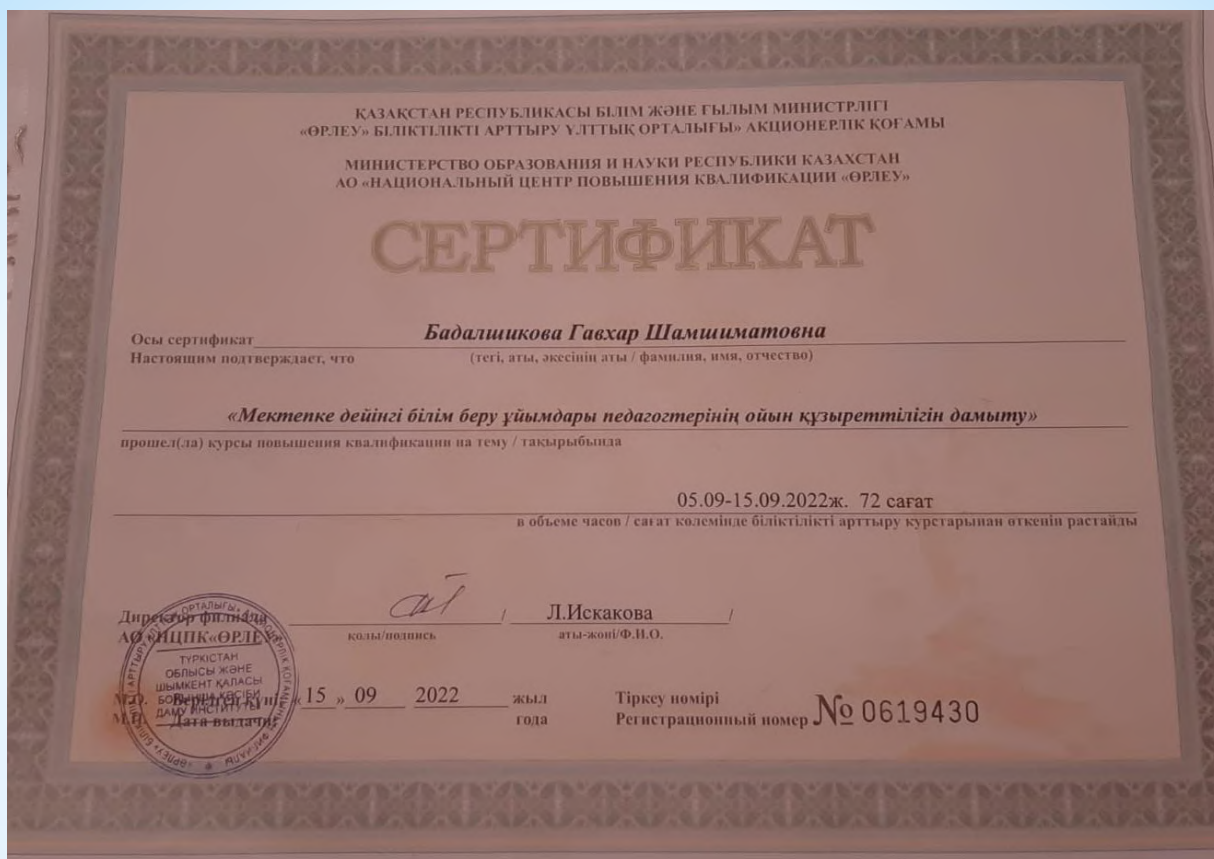 ҚАЗАҚСТАН РЕСПУБЛИКАСЫ БІЛІМ ЖӘНЕ ҒЫЛЫМ МИНИСТРЛІГІ
«ӨРЛЕУ» БІЛІКТІЛІКТІ АРТТЫРУ ҰЛТТЫҚ ОРТАЛЫҒЫ» АКЦИОНЕРЛІК ҚОҒАМЫ
МИНИСТЕРСТВО ОБРАЗОВАНИЯ И НАУКИ РЕСПУБЛИКИ КАЗАХСТАН
АО «НАЦИОНАЛЬНЫЙ ЦЕНТР ПОВЫШЕНИЯ КВАЛИФИКАЦИИ «ӨРЛЕУ»
СЕРТИФИКАТ
Осы сертификат Бадалшикова Гавхар Шамшиматовна
Настоящим подтверждает, что (тегі, аты, әкесінің аты / фамилия, имя, отчество)
«Мектепке дейінгі білім беру ұйымдары педагогтерінің ойын құзыреттілігін дамыту»
прошел(ла) курсы повышения квалификации на тему / тақырыбында
05.09-15.09.2022ж. 72 сағат
в объеме часов / сағат көлемінде біліктілікті арттыру курстарынан өткенін растайды
Директор филиала / Л.Искакова /
АО «НЦПК«ӨРЛЕУ» қолы/подпись аты-жөні/Ф.И.О.
ТҮРКІСТАН
ОБЛЫСЫ ЖӘНЕ
ШЫМКЕНТ ҚАЛАСЫ
БОЙЫНША КӘСІБИ
ДАМУ ИНСТИТУТЫ
М.О. Берілген күні « 15 » 09 2022 жыл Тіркеу нөмірі
М.П. Дата выдачи года Регистрационный номер № 0619430